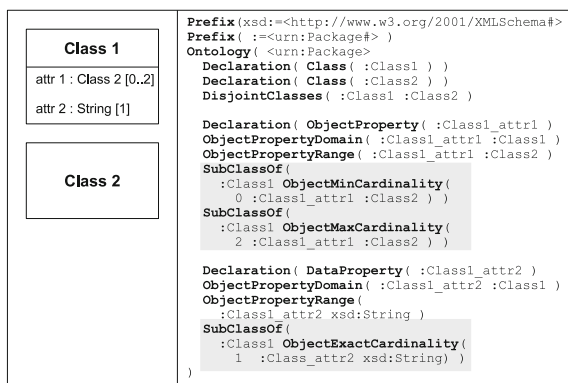 Class 1
attr 1 : Class 2 [0..2]
attr 2 : String [1]
Class 2
Prefix(xsd:=<http://www.w3.org/2001/XMLSchema#>
Prefix( :=<urn:Package#> )
Ontology( <urn:Package>
Declaration( Class( :Class1 ) )
Declaration( Class( :Class2 ) )
DisjointClasses( :Class1 :Class2 )
Declaration( ObjectProperty( :Class1_attr1 )
ObjectPropertyDomain( :Class1_attr1 :Class1 )
ObjectPropertyRange( :Class1_attr1 :Class2 )
SubClassOf(
:Class1 ObjectMinCardinality(
0 :Class1_attr1 :Class2 ) )
SubClassOf(
:Class1 ObjectMaxCardinality(
2 :Class1_attr1 :Class2 ) )
Declaration( DataProperty( :Class1_attr2 )
ObjectPropertyDomain( :Class1_attr2 :Class1 )
ObjectPropertyRange(
:Class1_attr2 xsd:String )
SubClassOf(
:Class1 ObjectExactCardinality(
1 :Class_attr2 xsd:String) )
)